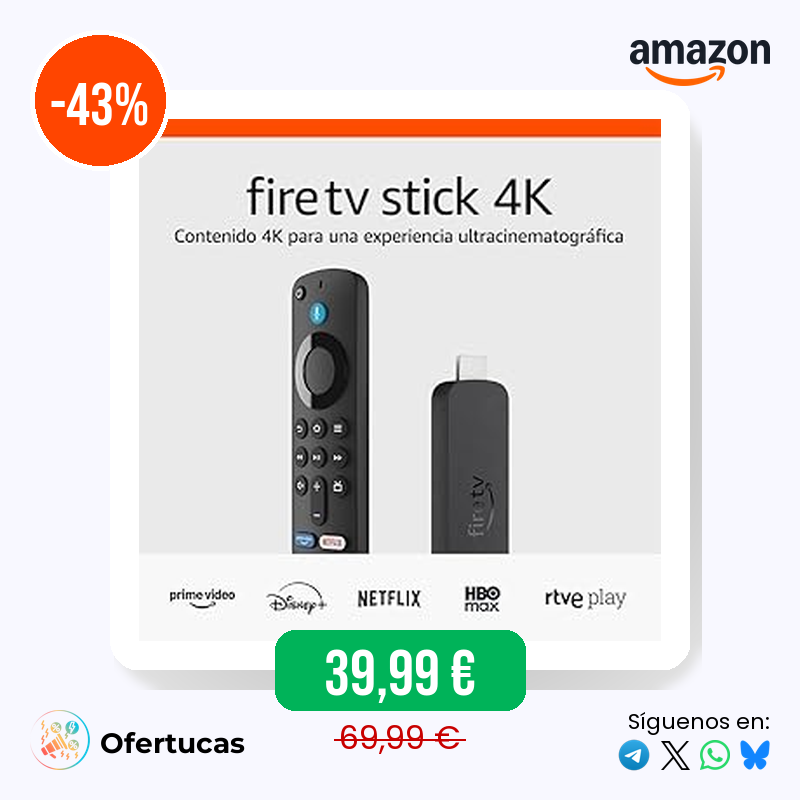 -43%
amazon
fire tv stick 4K
Contenido 4K para una experiencia ultracinematográfica
fire tv
prime video
Disney+
NETFLIX
HBO max
rtve play
39,99 €
69,99 €
Ofertucas
Síguenos en: